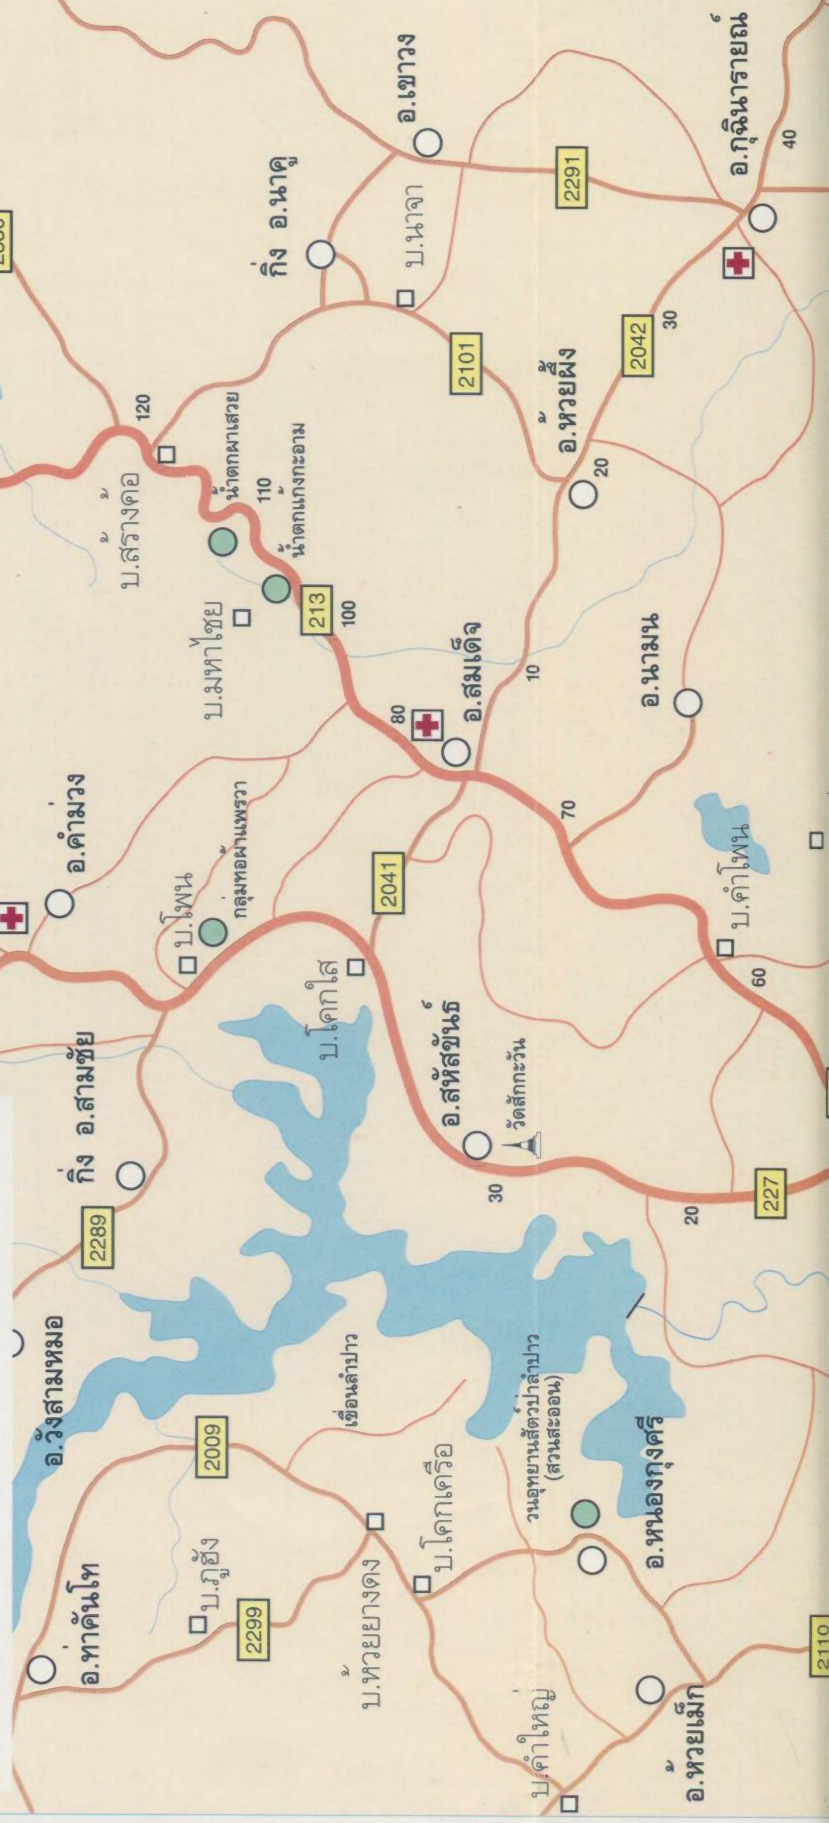 อ.วังสามหมอ
อ.ท่าคันโท
2289
กิ่ง อ.สามชัย
อ.คำม่วง
บ.สร้างค้อ
120
บ.ภูฮัง
2009
บ.โพน
กลุ่มทอผ้าแพรวา
บ.มหาไชย
น้ำตกผาเสวย
110
2299
น้ำตกแก้งกะอาม
กิ่ง อ.นาคู
213
100
บ.ห้วยยางดง
เขื่อนลำปาว
บ.โคกใส
2041
80
บ.นาจา
อ.เขาวง
บ.โคกเครือ
อ.สหัสขันธ์
อ.สมเด็จ
2101
30
วัดสักกะวัน
10
วนอุทยานสัตว์ป่าลำปาว
(สวนสะออน)
บ.คำใหญ่
70
อ.ห้วยผึ้ง
20
2291
อ.หนองกุงศรี
อ.นามน
2042
30
อ.ห้วยเม็ก
20
บ.คำโพน
60
อ.กุฉินารายณ์
227
40
2110